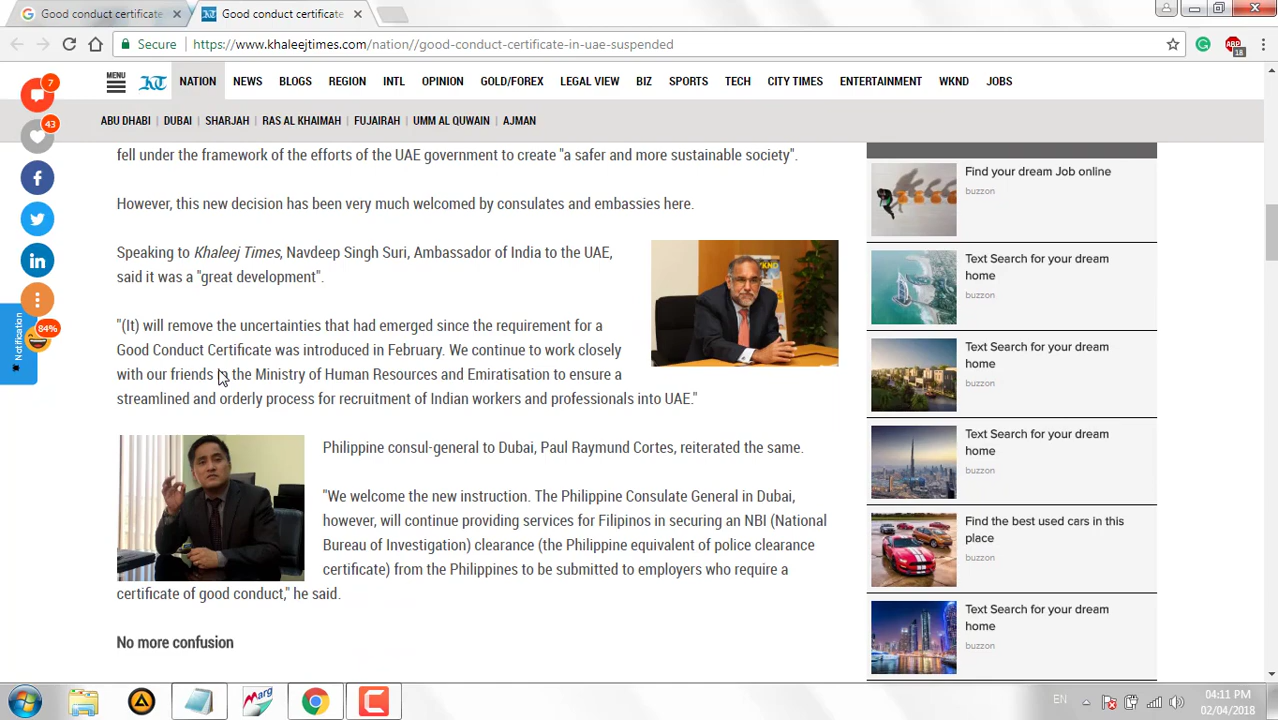 Good conduct certificate
Good conduct certificate
Secure
https://www.khaleejtimes.com/nation//good-conduct-certificate-in-uae-suspended
ABP
18
MENU
NATION NEWS BLOGS REGION INTL OPINION GOLD/FOREX LEGAL VIEW BIZ SPORTS TECH CITY TIMES ENTERTAINMENT WKND JOBS
ABU DHABI DUBAI SHARJAH RAS AL KHAIMAH FUJAIRAH UMM AL QUWAIN AJMAN
7
43
84%
Notification
fell under the framework of the efforts of the UAE government to create "a safer and more sustainable society".
However, this new decision has been very much welcomed by consulates and embassies here.
Speaking to Khaleej Times, Navdeep Singh Suri, Ambassador of India to the UAE,
said it was a "great development".
"(It) will remove the uncertainties that had emerged since the requirement for a
Good Conduct Certificate was introduced in February. We continue to work closely
with our friends the Ministry of Human Resources and Emiratisation to ensure a
streamlined and orderly process for recruitment of Indian workers and professionals into UAE."
Philippine consul-general to Dubai, Paul Raymund Cortes, reiterated the same.
"We welcome the new instruction. The Philippine Consulate General in Dubai,
however, will continue providing services for Filipinos in securing an NBI (National
Bureau of Investigation) clearance (the Philippine equivalent of police clearance
certificate) from the Philippines to be submitted to employers who require a
certificate of good conduct," he said.
No more confusion
Find your dream Job online
buzzon
Text Search for your dream
home
buzzon
Text Search for your dream
home
buzzon
Text Search for your dream
home
buzzon
Find the best used cars in this
place
buzzon
Text Search for your dream
home
buzzon
Marg
EN
04:11 PM
02/04/2018